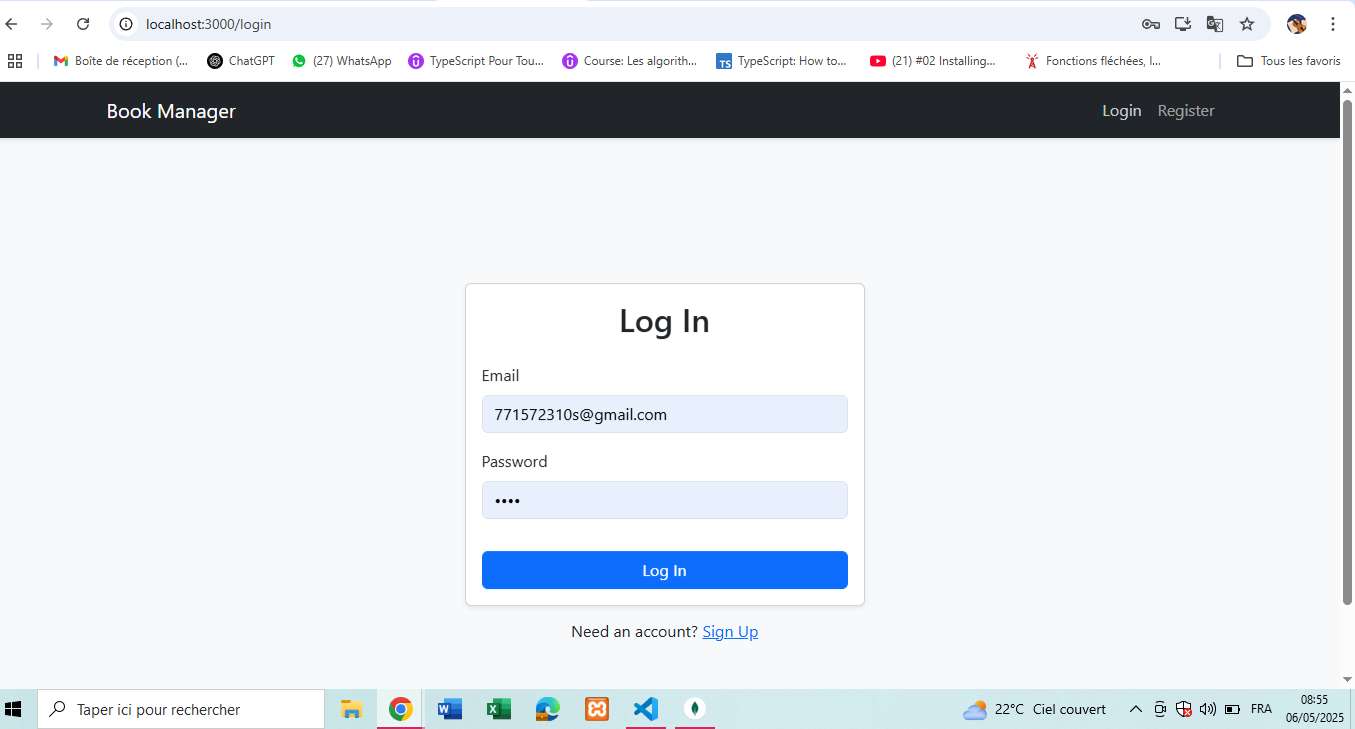 localhost:3000/login
Boîte de réception (...
ChatGPT
(27) WhatsApp
TypeScript Pour Tou...
Course: Les algorith...
TypeScript: How to...
(21) #02 Installing...
Fonctions fléchées, l...
Tous les favoris
Book Manager
Login
Register
Log In
Email
771572310s@gmail.com
Password
••••
Log In
Need an account? Sign Up
Taper ici pour rechercher
22°C Ciel couvert
FRA
08:55
06/05/2025